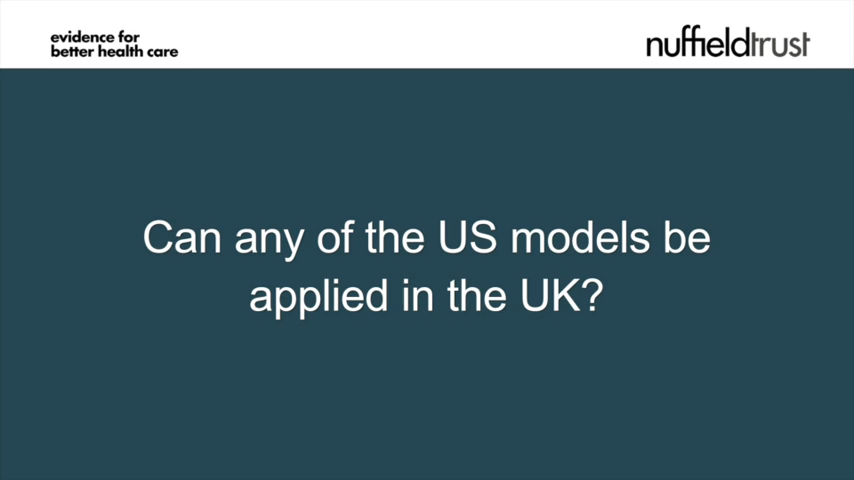 evidence for
better health care
nuffieldtrust
Can any of the US models be
applied in the UK?